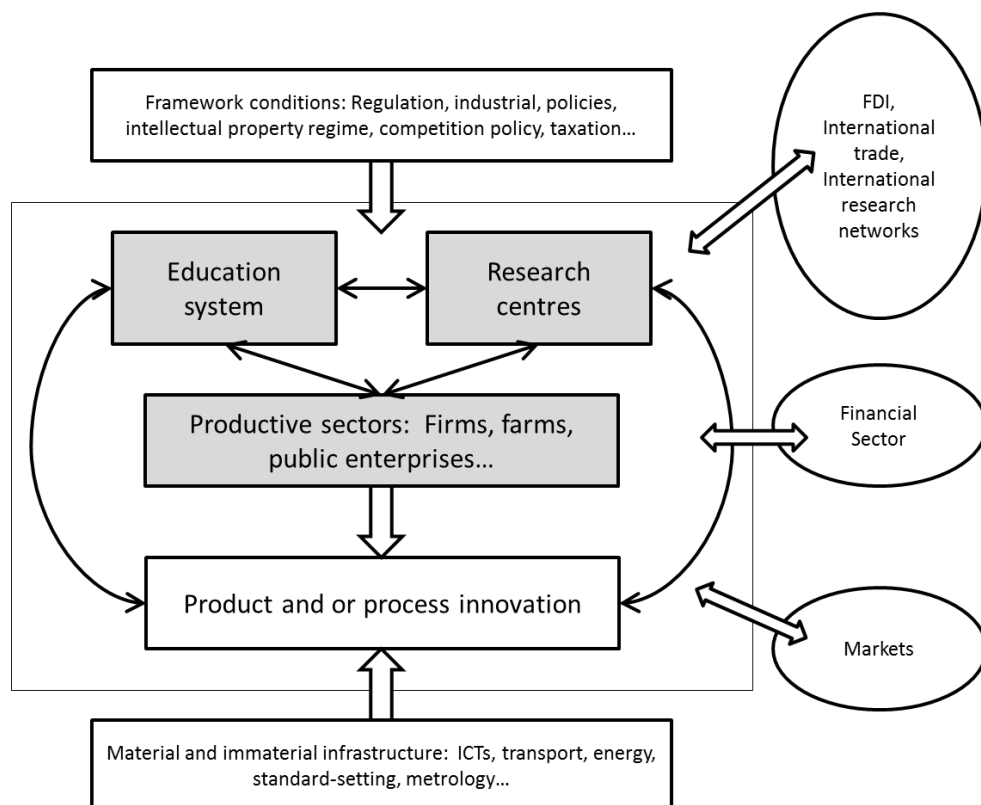 Framework conditions: Regulation, industrial, policies,
intellectual property regime, competition policy, taxation...
FDI,
International
trade,
International
research
networks
Education
system
Research
centres
Productive sectors:  Firms, farms,
public enterprises...
Financial
Sector
Product and or process innovation
Markets
Material and immaterial infrastructure:  ICTs, transport, energy,
standard-setting, metrology...